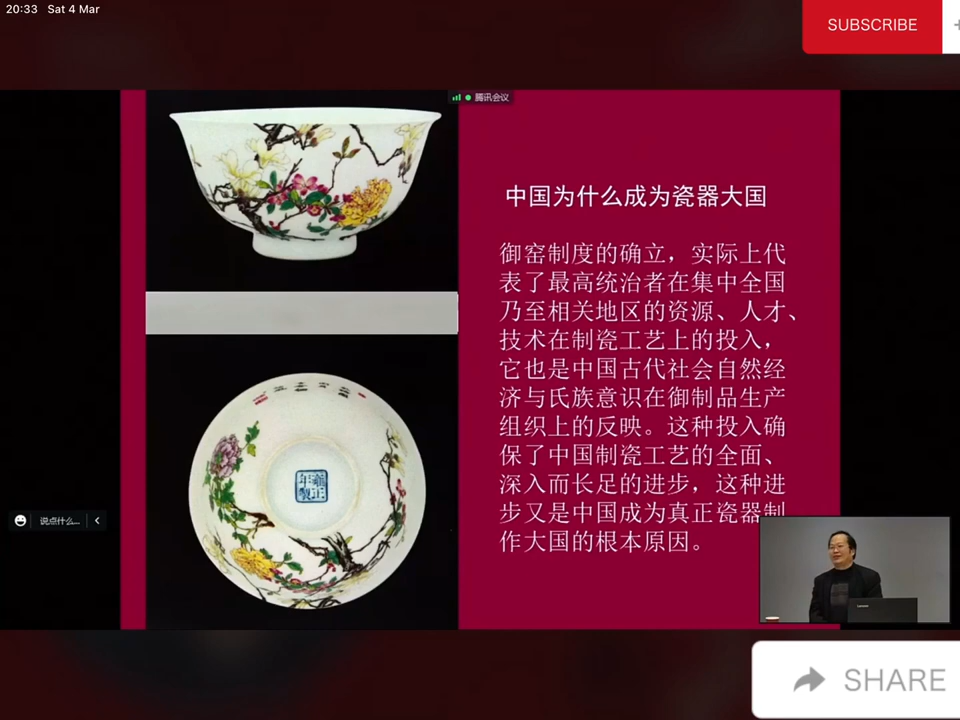 20:33 Sat 4 Mar
SUBSCRIBE
腾讯会议
中国为什么成为瓷器大国
御窑制度的确立，实际上代
表了最高统治者在集中全国
乃至相关地区的资源、人才、
技术在制瓷工艺上的投入，
它也是中国古代社会自然经
济与氏族意识在御制品生产
组织上的反映。这种投入确
保了中国制瓷工艺的全面、
深入而长足的进步，这种进
步又是中国成为真正瓷器制
作大国的根本原因。
雍正
年製
说点什么...
Lenovo
SHARE